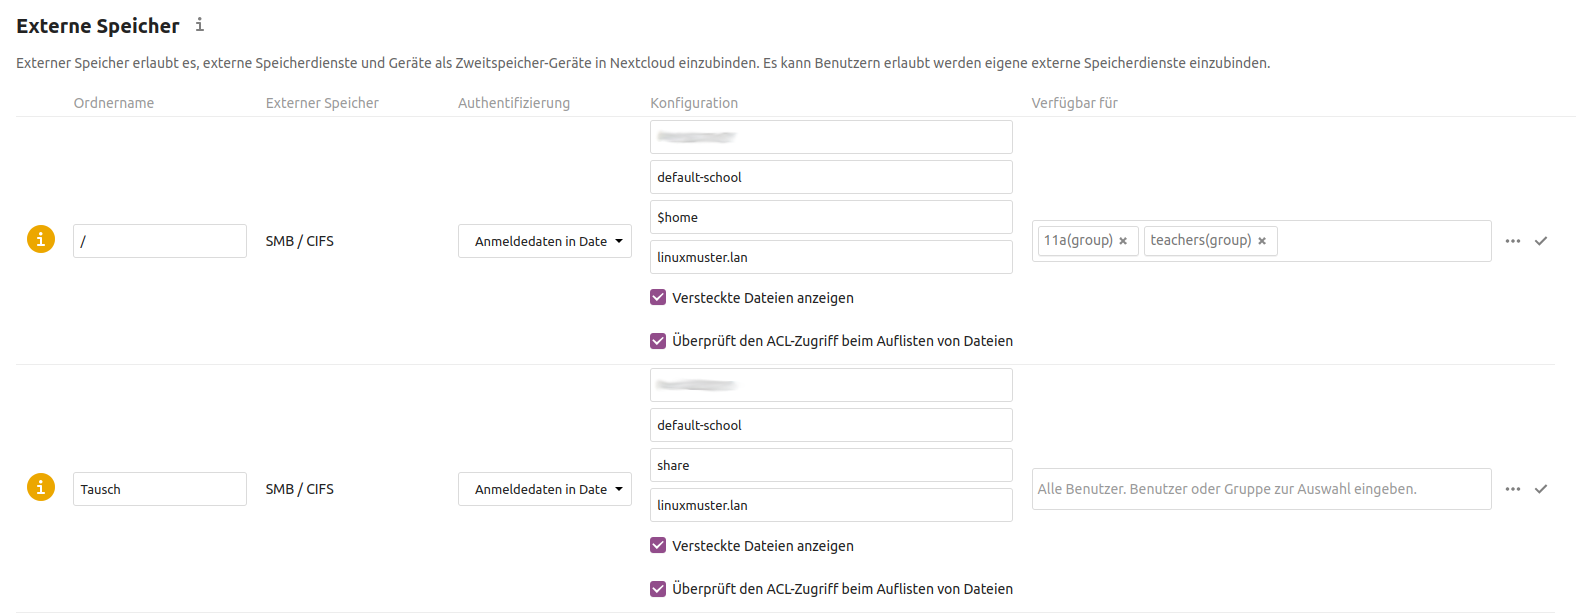 Externe Speicher
Externer Speicher erlaubt es, externe Speicherdienste und Geräte als Zweitspeicher-Geräte in Nextcloud einzubinden. Es kann Benutzern erlaubt werden eigene externe Speicherdienste einzubinden.
Ordnername Externer Speicher Authentifizierung Konfiguration Verfügbar für
default-school
$home
/ SMB / CIFS Anmeldedaten in Date 11a(group) × teachers(group) ×
linuxmuster.lan
Versteckte Dateien anzeigen
Überprüft den ACL-Zugriff beim Auflisten von Dateien
default-school
share
Tausch SMB / CIFS Anmeldedaten in Date Alle Benutzer. Benutzer oder Gruppe zur Auswahl eingeben.
linuxmuster.lan
Versteckte Dateien anzeigen
Überprüft den ACL-Zugriff beim Auflisten von Dateien